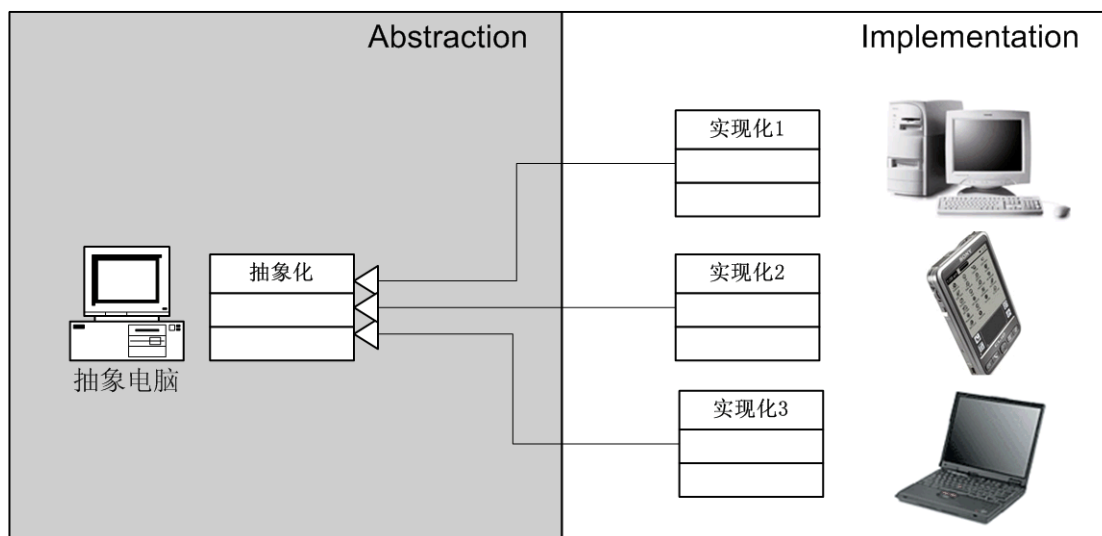 Abstraction
Implementation
实现化1
抽象化
实现化2
抽象电脑
实现化3